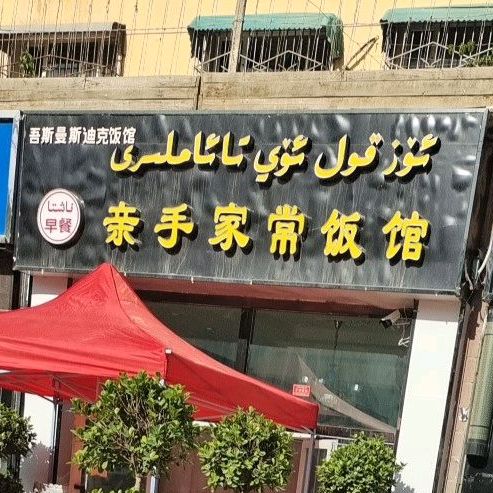 吾斯曼斯迪克饭馆
ئۆز قول ئۆي تائاملىرى
ناشتا
早餐
亲手家常饭馆